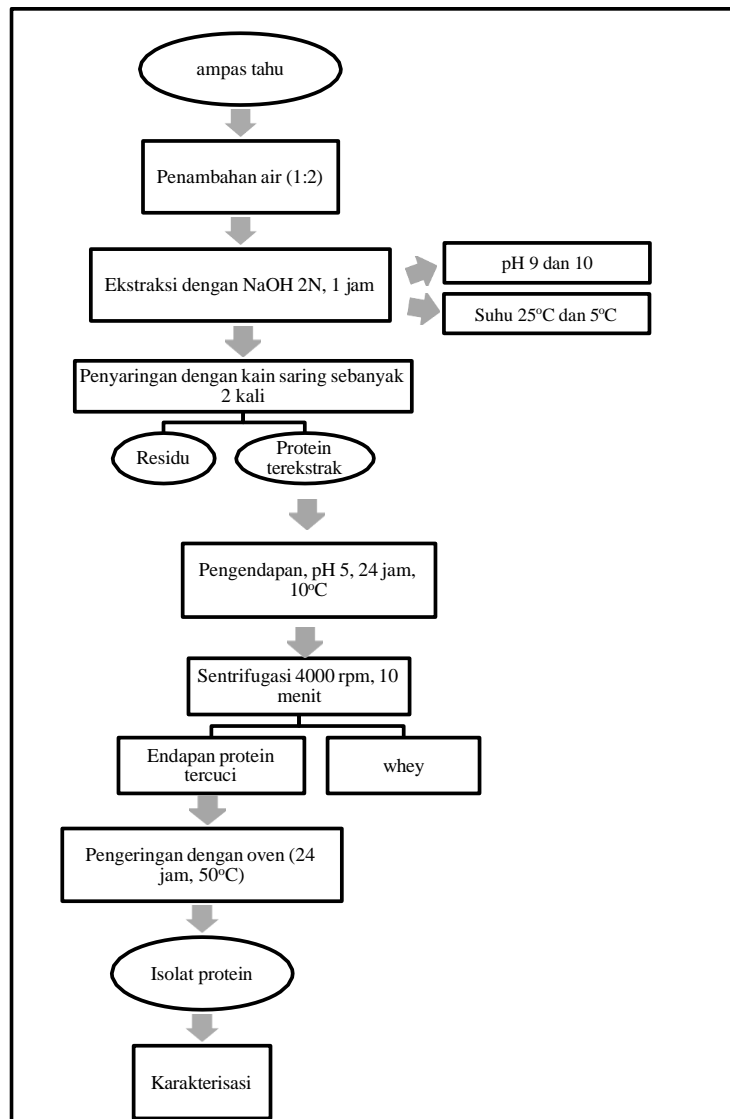 ampas tahu
Penambahan air (1:2)
Ekstraksi dengan NaOH 2N, 1 jam
pH 9 dan 10
Suhu 25°C dan 5°C
Penyaringan dengan kain saring sebanyak
2 kali
Residu
Protein
terekstrak
Pengendapan, pH 5, 24 jam,
10°C
Sentrifugasi 4000 rpm, 10
menit
Endapan protein
tercuci
whey
Pengeringan dengan oven (24
jam, 50°C)
Isolat protein
Karakterisasi